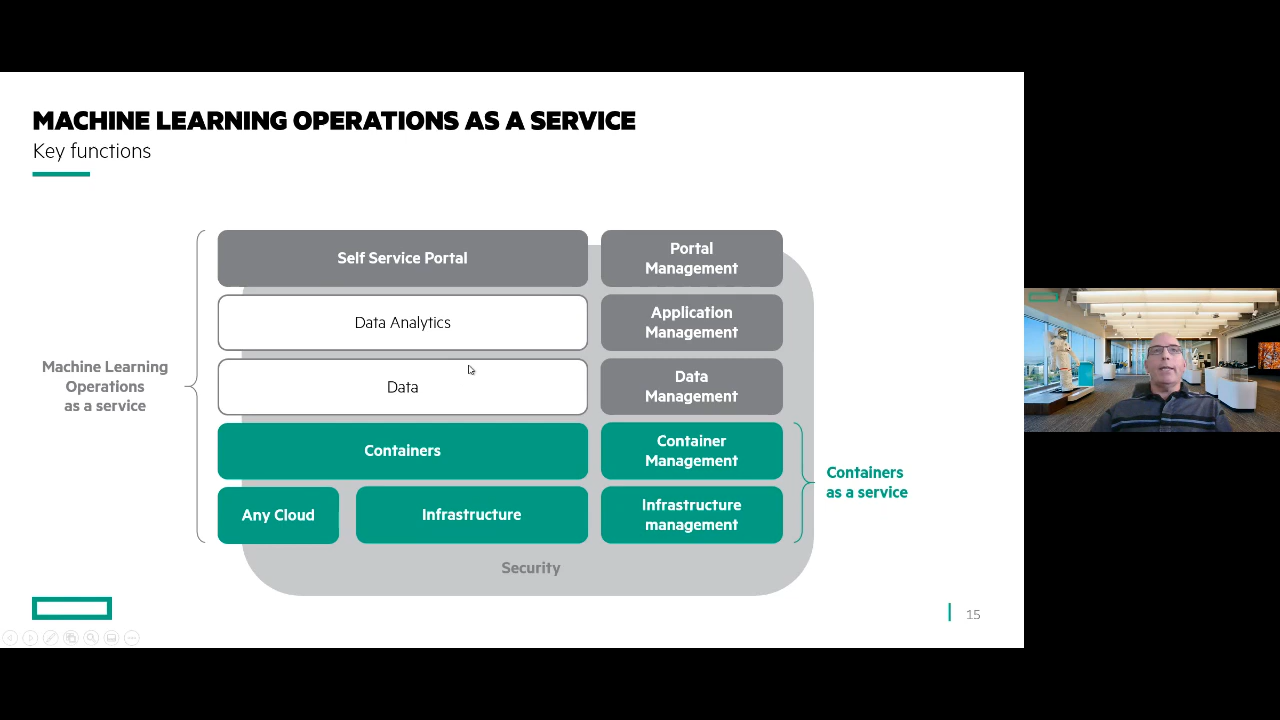 MACHINE LEARNING OPERATIONS AS A SERVICE
Key functions
Self Service Portal
Portal
Management
Data Analytics
Application
Management
Machine Learning
Operations
as a service
Data
Data
Management
Containers
Container
Management
Containers
as a service
Any Cloud
Infrastructure
Infrastructure
management
Security
15